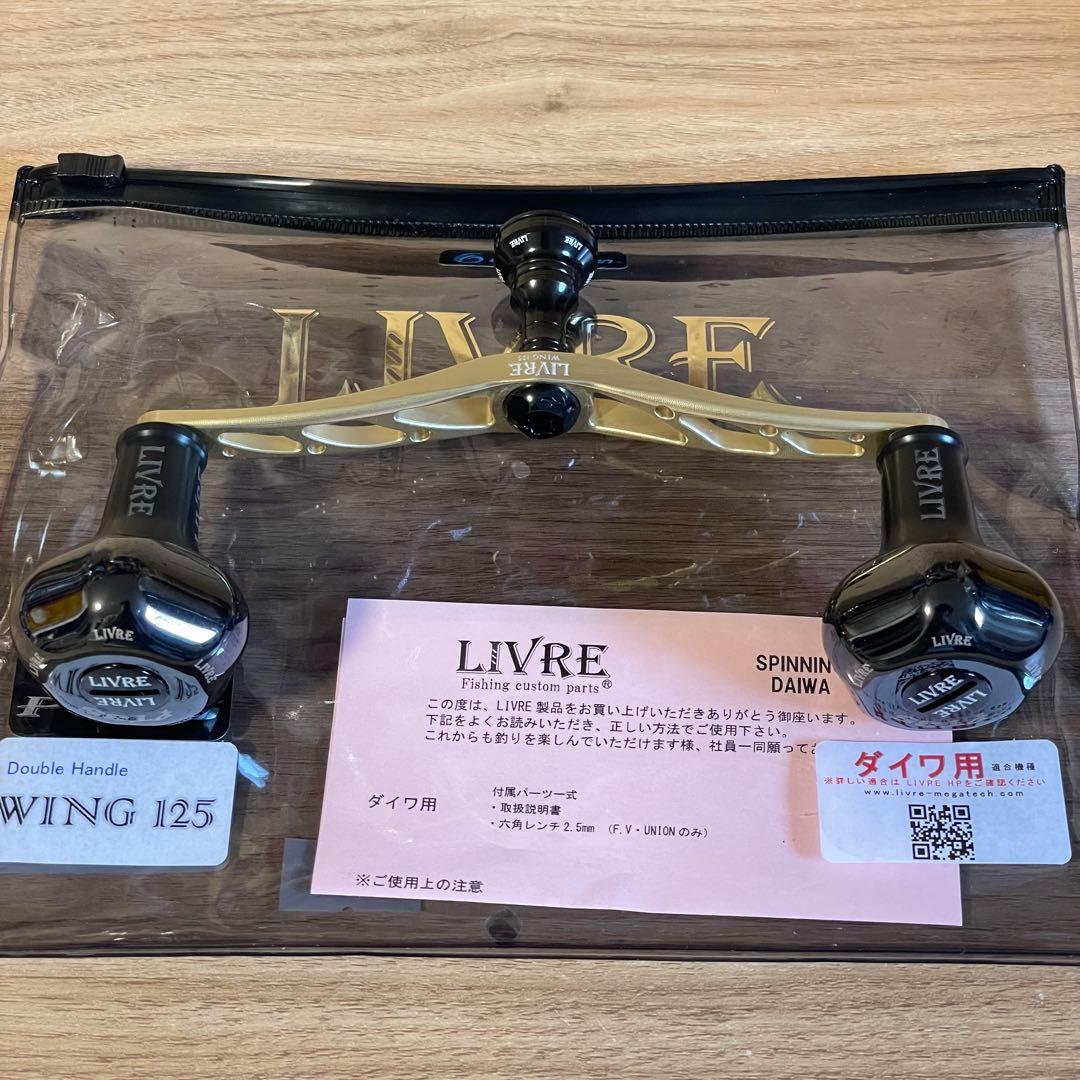 LIVRE
LIVRE
LIVRE
LIVRE
WING 125
LIVRE
LIVRE
LIVRE
LIVRE
LIVRE
LIVRE
LIVRE
LIVRE
Double Handle
WING 125
LIVRE
Fishing custom parts®
SPINNIN
DAIWA
この度は、LIVRE 製品をお買い上げいただきありがとう御座います。
下記をよくお読みいただき、正しい方法でご使用下さい。
これからも釣りを楽しんでいただけます様、社員一同願って
ダイワ用
付属パーツ一式
・取扱説明書
・六角レンチ 2.5mm （F.V・UNION のみ）
※ご使用上の注意
ダイワ用 適合機種
※詳しい適合は LIVRE HPをご確認ください
www.livre-megatech.com